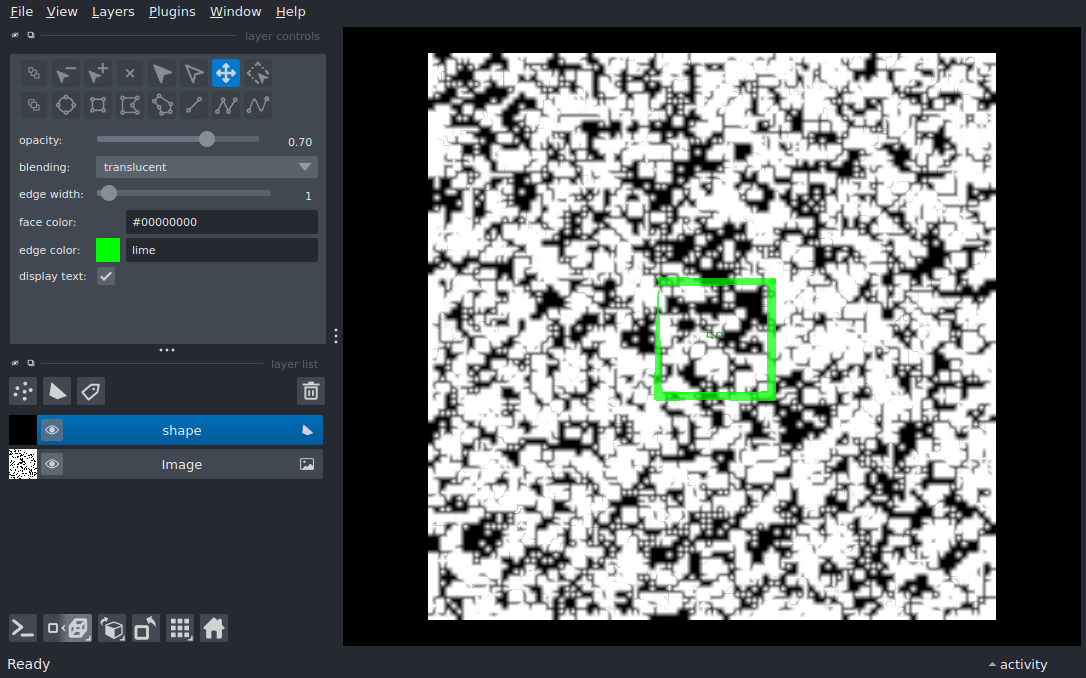 File View Layers Plugins Window Help
layer controls
opacity: 0.70
blending: translucent
edge width: 1
face color: #00000000
edge color: lime
display text:
layer list
shape
Image
Ready
activity